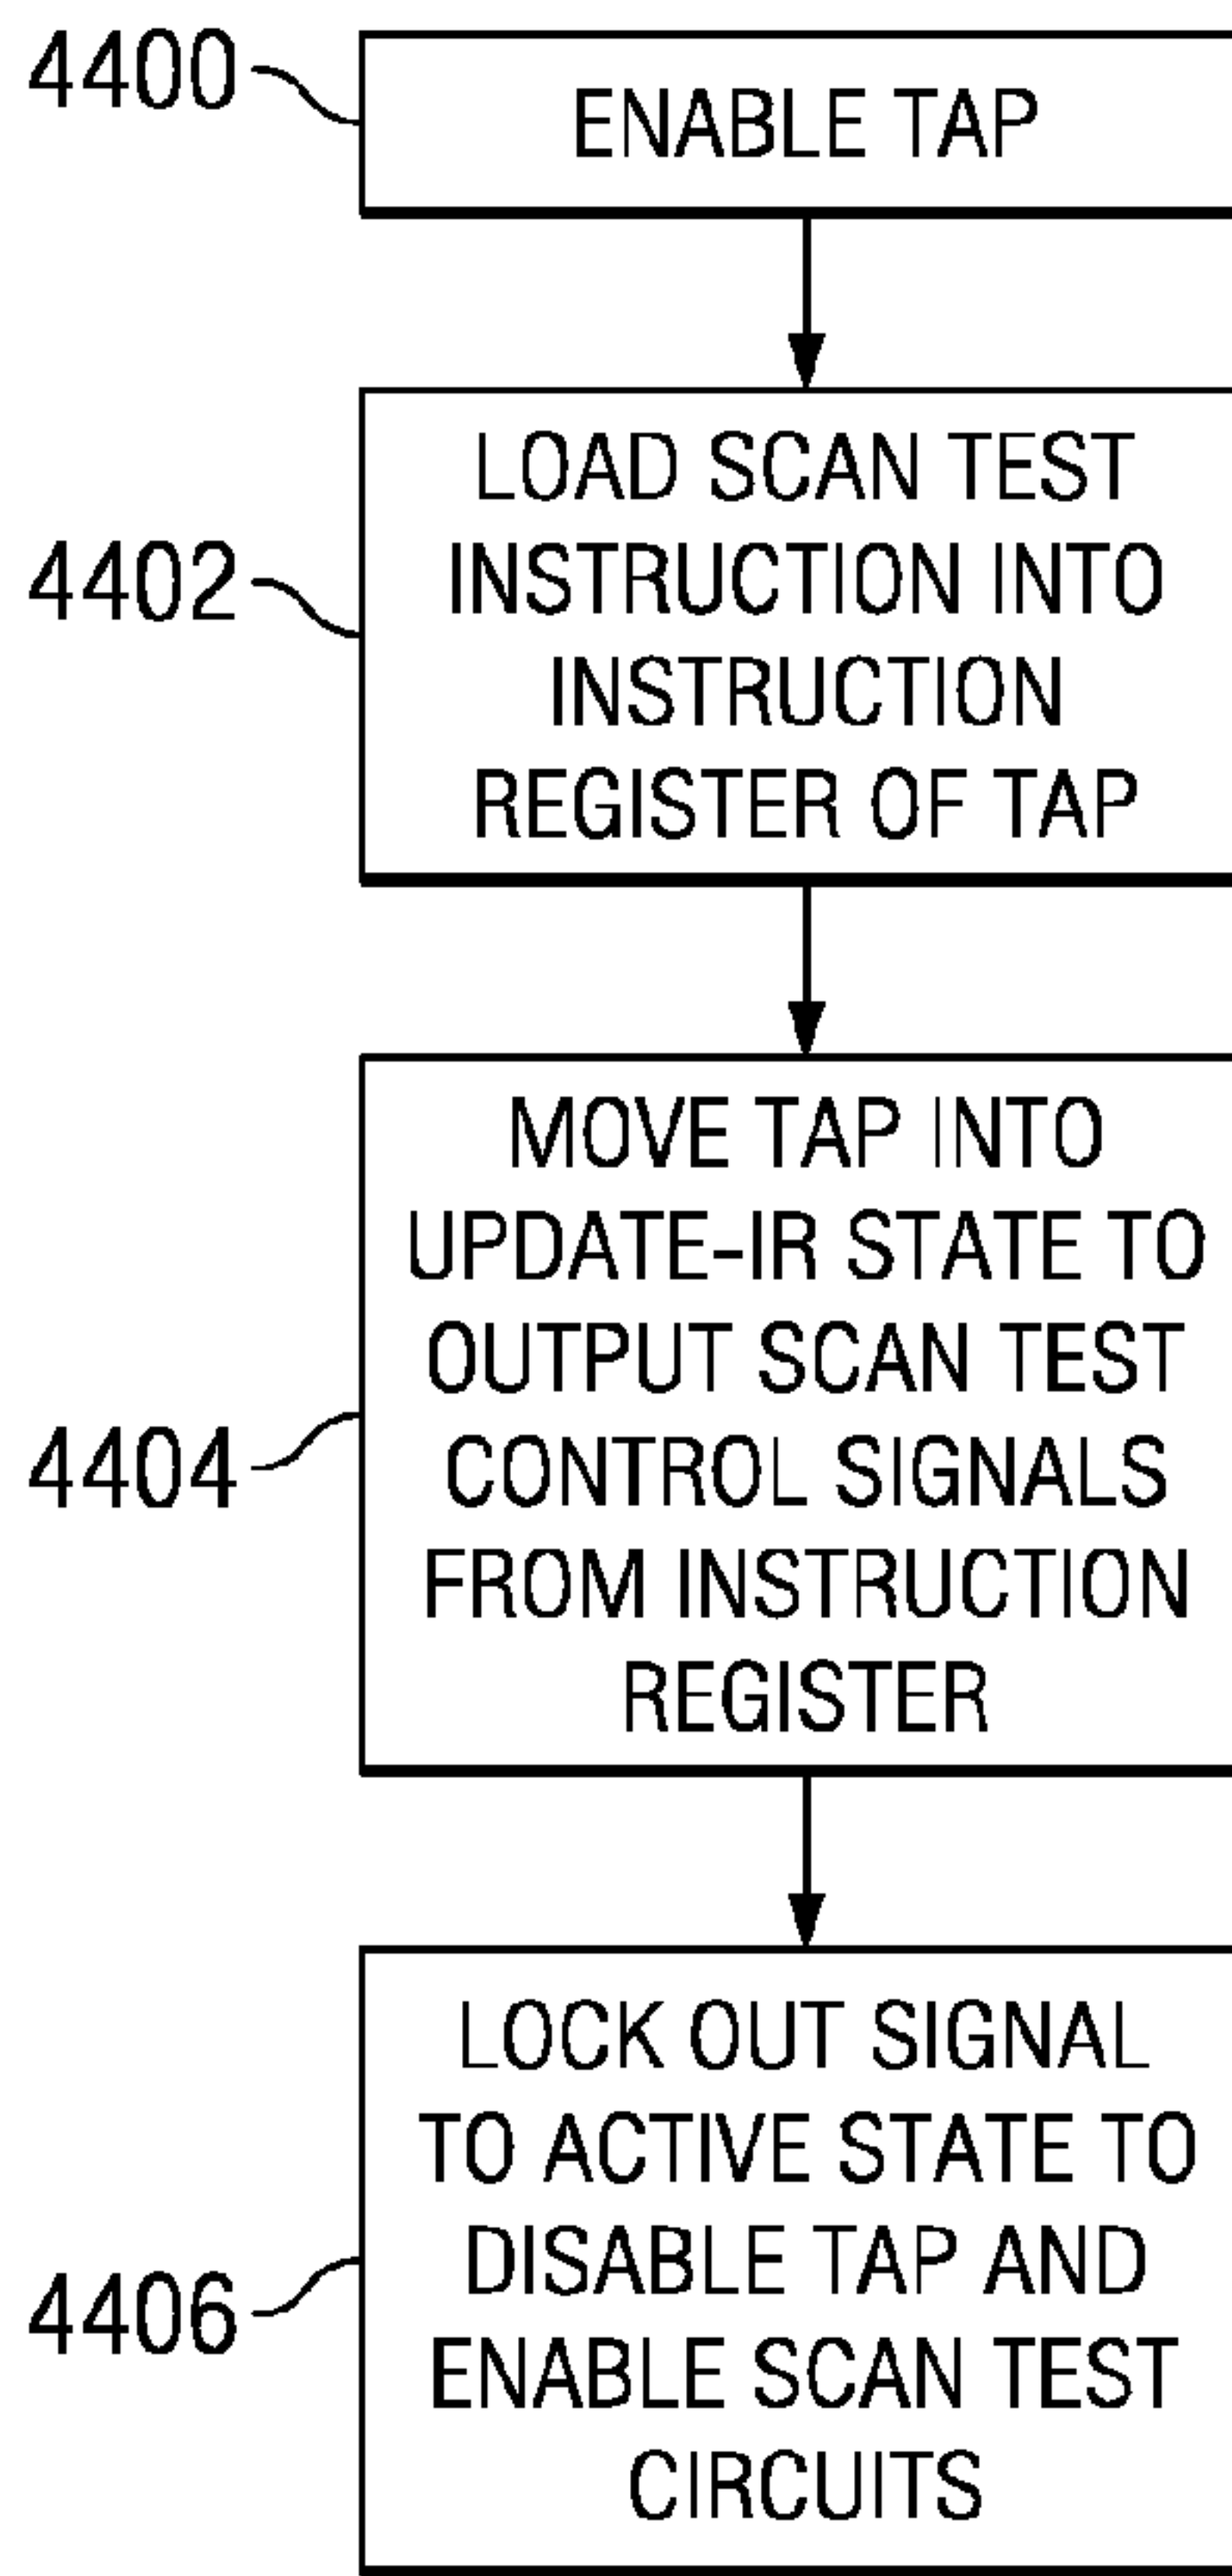 4400
ENABLE TAP
4402
LOAD SCAN TEST
INSTRUCTION INTO
INSTRUCTION
REGISTER OF TAP
4404
MOVE TAP INTO
UPDATE-IR STATE TO
OUTPUT SCAN TEST
CONTROL SIGNALS
FROM INSTRUCTION
REGISTER
4406
LOCK OUT SIGNAL
TO ACTIVE STATE TO
DISABLE TAP AND
ENABLE SCAN TEST
CIRCUITS